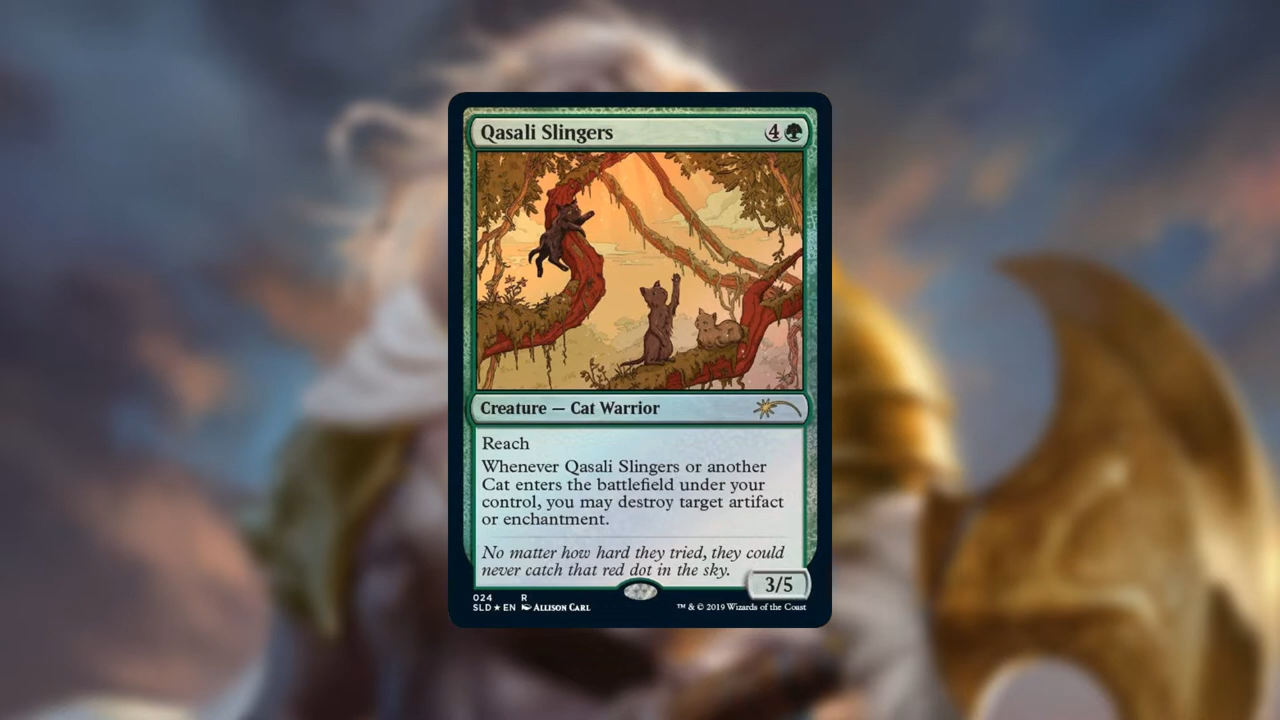 Qasali Slingers 4
Creature — Cat Warrior
Reach
Whenever Qasali Slingers or another
Cat enters the battlefield under your
control, you may destroy target artifact
or enchantment.
No matter how hard they tried, they could
never catch that red dot in the sky.
3/5
024 R
SLD ★ EN ALLISON CARL
™ & © 2019 Wizards of the Coast